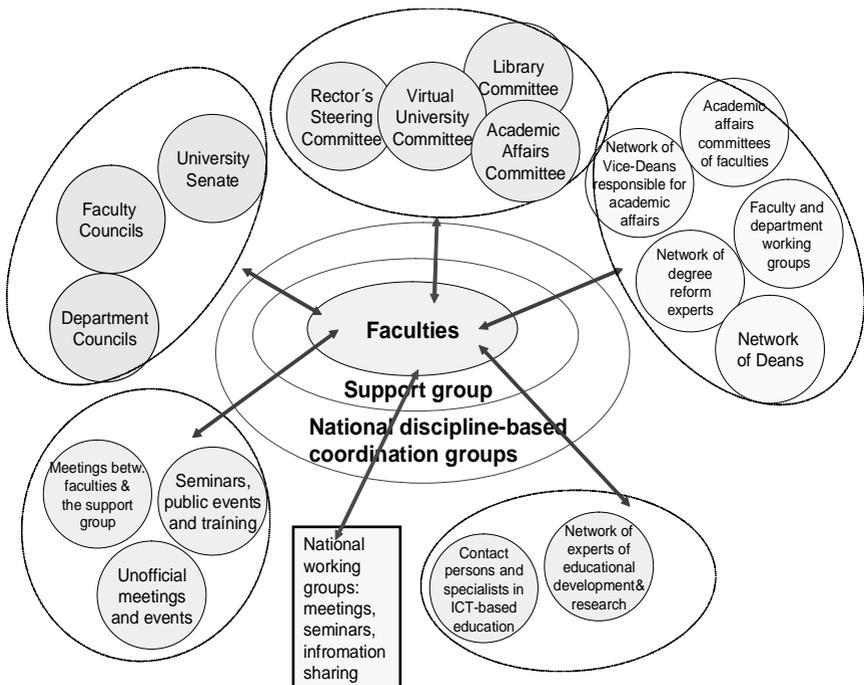 Library
Committee
Rector´s
Steering
Committee
Virtual
University
Committee
Academic
Affairs
Committee
University
Senate
Faculty
Councils
Department
Councils
Academic
affairs
committees
of faculties
Network of
Vice-Deans
responsible for
academic
affairs
Faculty and
department
working
groups
Network of
degree
reform
experts
Network
of Deans
Faculties
Support group
National discipline-based
coordination groups
Meetings betw.
faculties &
the support
group
Seminars,
public events
and traíning
Unofficial
meetings
and events
National
working
groups:
meetings,
seminars,
infromation
sharing
Contact
persons and
specialists in
ICT-based
education
Network of
experts of
educational
development&
research